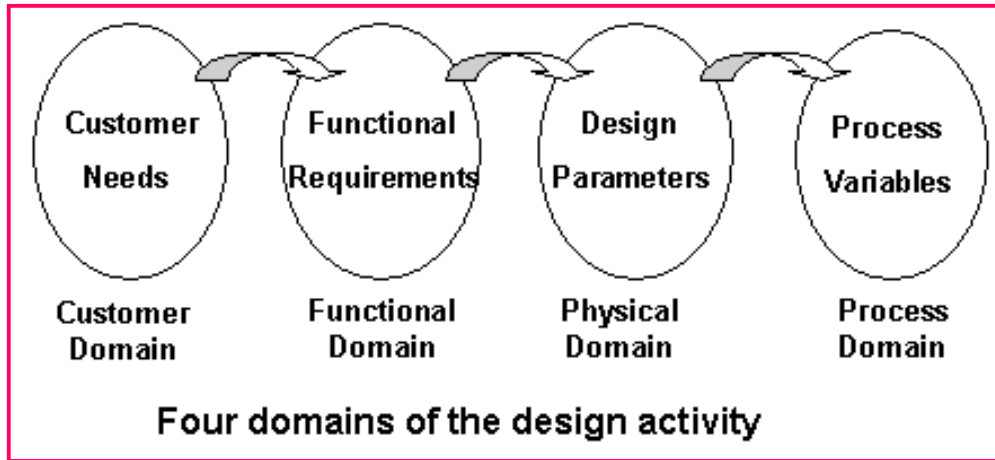 Customer
Needs
Functional
Requirements
Design
Parameters
Process
Variables
Customer
Domain
Functional
Domain
Physical
Domain
Process
Domain
Four domains of the design activity